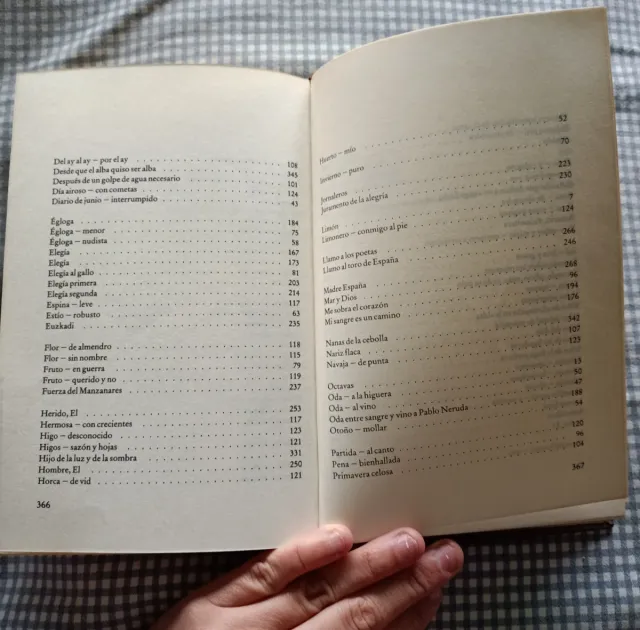 Del ay al ay – por el ay . . . 108
Desde que el alba quiso ser alba . . . 345
Después de un golpe de agua necesario . . . 101
Día airoso – con cometas . . . 124
Diario de junio – interrumpido . . . 43
Égloga . . . 184
Égloga – menor . . . 75
Égloga – nudista . . . 58
Elegía . . . 167
Elegía . . . 173
Elegía al gallo . . . 81
Elegía primera . . . 203
Elegía segunda . . . 214
Espina – leve . . . 117
Estío – robusto . . . 63
Euzkadi . . . 235
Flor – de almendro . . . 118
Flor – sin nombre . . . 115
Fruto – en guerra . . . 79
Fruto – querido y no . . . 119
Fuerza del Manzanares . . . 237
Herido, El . . . 253
Hermosa – con crecientes . . . 117
Higo – desconocido . . . 123
Higos – sazón y hojas . . . 121
Hijo de la luz y de la sombra . . . 331
Hombre, El . . . 250
Horca – de vid . . . 121
366
Huerto – mío . . . 52
Invierno – puro . . . 70
Jornaleros . . . 223
Juramento de la alegría . . . 230
Limón . . . 7
Limonero – conmigo al pie . . . 124
Llamo a los poetas . . . 266
Llamo al toro de España . . . 246
Madre España . . . 288
Mar y Dios . . . 96
Me sobra el corazón . . . 194
Mi sangre es un camino . . . 176
Nanas de la cebolla . . . 342
Nariz flaca . . . 107
Navaja – de punta . . . 123
Octavas . . . 13
Oda – a la higuera . . . 50
Oda – al vino . . . 47
Oda entre sangre y vino a Pablo Neruda . . . 188
Otoño – mollar . . . 54
Partida – al canto . . . 120
Pena – bienhallada . . . 96
Primavera celosa . . . 104
367